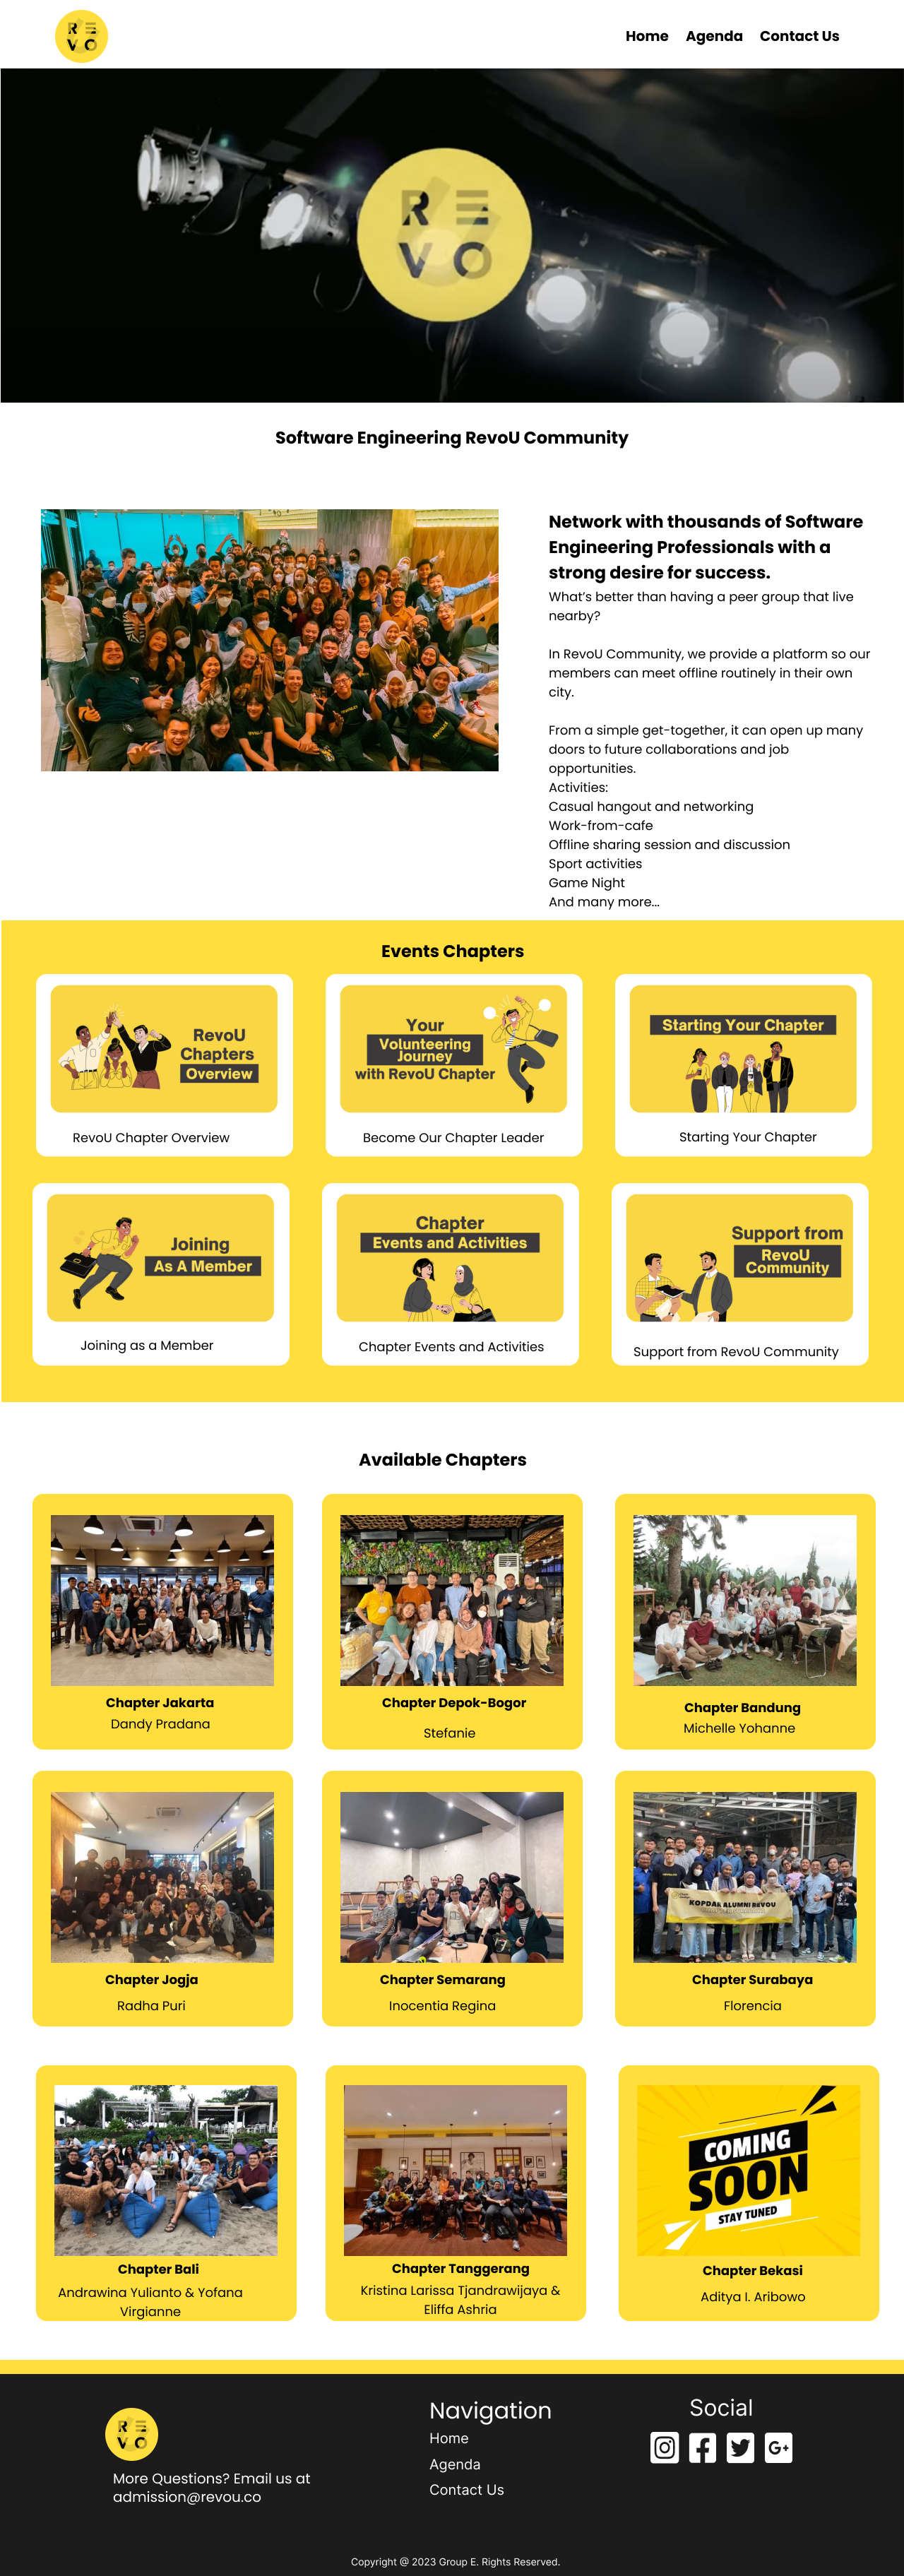 RE
VO
Home Agenda Contact Us
RE
VO
Software Engineering RevoU Community
Network with thousands of Software
Engineering Professionals with a
strong desire for success.
What's better than having a peer group that live
nearby?
In RevoU Community, we provide a platform so our
members can meet offline routinely in their own
city.
From a simple get-together, it can open up many
doors to future collaborations and job
opportunities.
Activities:
Casual hangout and networking
Work-from-cafe
Offline sharing session and discussion
Sport activities
Game Night
And many more...
Events Chapters
RevoU
Chapters
Overview
RevoU Chapter Overview
Your
Volunteering
Journey
with RevoU Chapter
Become Our Chapter Leader
Starting Your Chapter
Starting Your Chapter
Joining
As A Member
Joining as a Member
Chapter
Events and Activities
Chapter Events and Activities
Support from
RevoU
Community
Support from RevoU Community
Available Chapters
Chapter Jakarta
Dandy Pradana
Chapter Depok-Bogor
Stefanie
Chapter Bandung
Michelle Yohanne
Chapter Jogja
Radha Puri
Chapter Semarang
Inocentia Regina
KOPDAR ALUMNI REVOU
Chapter Surabaya
Florencia
Chapter Bali
Andrawina Yulianto & Yofana
Virgianne
Chapter Tanggerang
Kristina Larissa Tjandrawijaya &
Eliffa Ashria
COMING
SOON
STAY TUNED
Chapter Bekasi
Aditya I. Aribowo
RE
VO
More Questions? Email us at
admission@revou.co
Navigation
Home
Agenda
Contact Us
Social
G+
Copyright @ 2023 Group E. Rights Reserved.